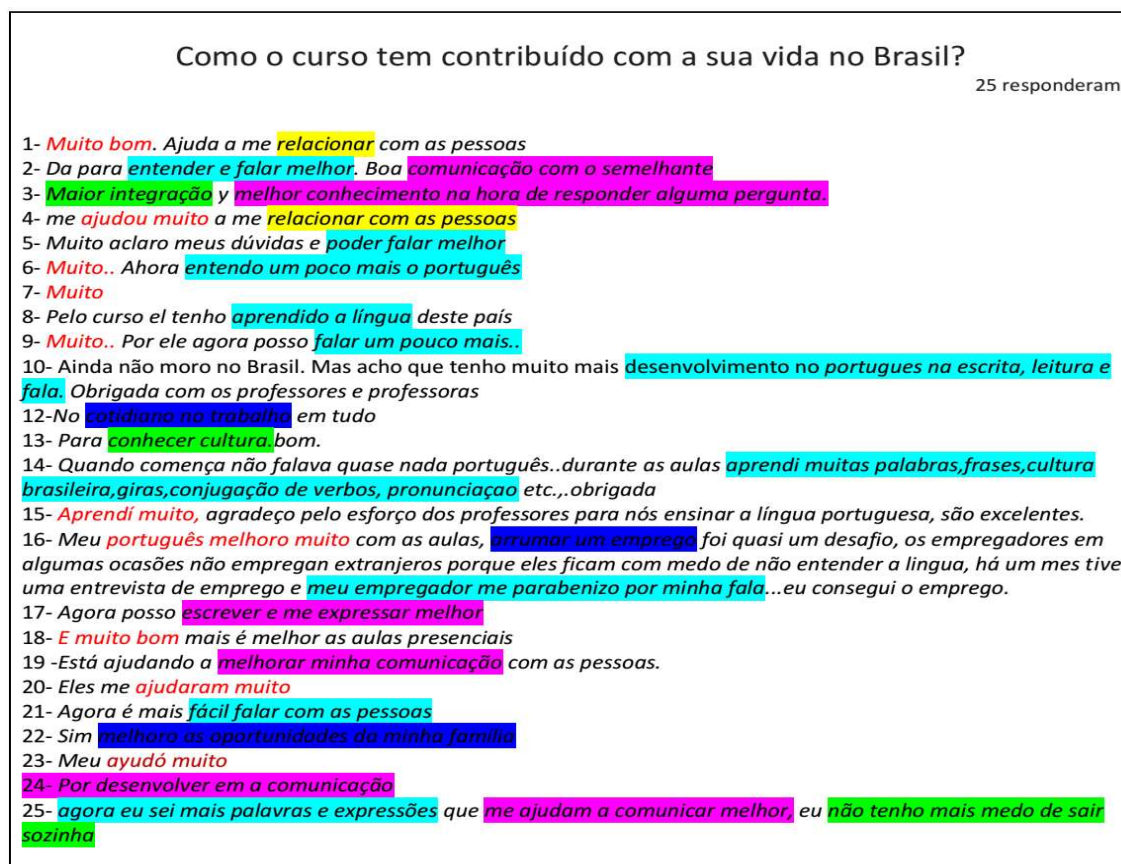 Como o curso tem contribuído com a sua vida no Brasil?
25 responderam
1- Muito bom. Ajuda a me relacionar com as pessoas
2- Da para entender e falar melhor. Boa comunicação com o semelhante
3- Maior integração y melhor conhecimento na hora de responder alguma pergunta.
4- me ajudou muito a me relacionar com as pessoas
5- Muito aclaro meus dúvidas e poder falar melhor
6- Muito.. Ahora entendo um poco mais o português
7- Muito
8- Pelo curso el tenho aprendido a língua deste país
9- Muito.. Por ele agora posso falar um pouco mais..
10- Ainda não moro no Brasil. Mas acho que tenho muito mais desenvolvimento no portugues na escrita, leitura e
fala. Obrigada com os professores e professoras
12-No cotidiano no trabalho em tudo
13- Para conhecer cultura.bom.
14- Quando começa não falava quase nada português..durante as aulas aprendi muitas palabras,frases,cultura
brasileira,giras,conjugação de verbos, pronunciaçao etc.,.obrigada
15- Aprendí muito, agradeço pelo esforço dos professores para nós ensinar a língua portuguesa, são excelentes.
16- Meu português melhoro muito com as aulas, arrumar um emprego foi quasi um desafio, os empregadores em
algumas ocasões não empregan extranjeros porque eles ficam com medo de não entender a lingua, há um mes tive
uma entrevista de emprego e meu empregador me parabenizo por minha fala...eu consegui o emprego.
17- Agora posso escrever e me expressar melhor
18- E muito bom mais é melhor as aulas presenciais
19 -Está ajudando a melhorar minha comunicação com as pessoas.
20- Eles me ajudaram muito
21- Agora é mais fácil falar com as pessoas
22- Sim melhoro as oportunidades da minha família
23- Meu ayudó muito
24- Por desenvolver em a comunicação
25- agora eu sei mais palavras e expressões que me ajudam a comunicar melhor, eu não tenho mais medo de sair
sozinha